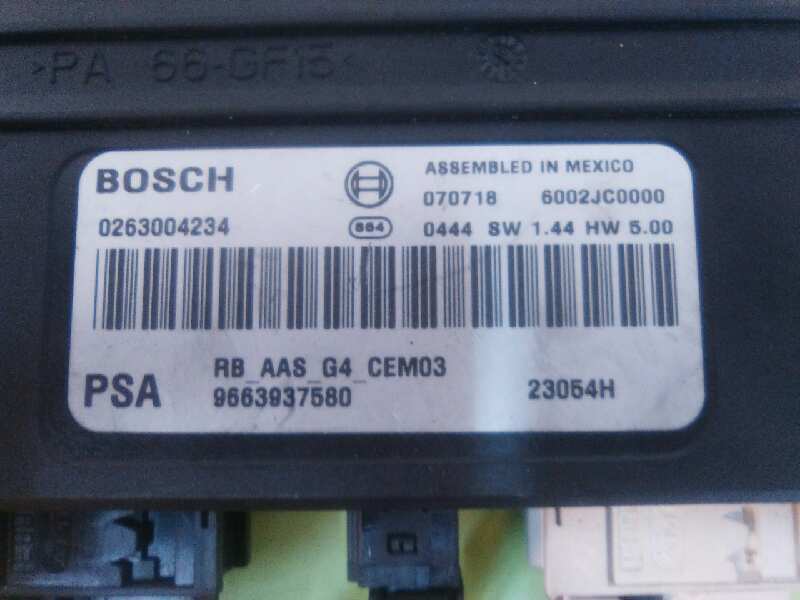 >PA 66-GF15<
BOSCH
ASSEMBLED IN MEXICO
070718 6002JC0000
0263004234
0444 SW 1.44 HW 5.00
RB_AAS_G4_CEM03
PSA
9663937580 23054H
E